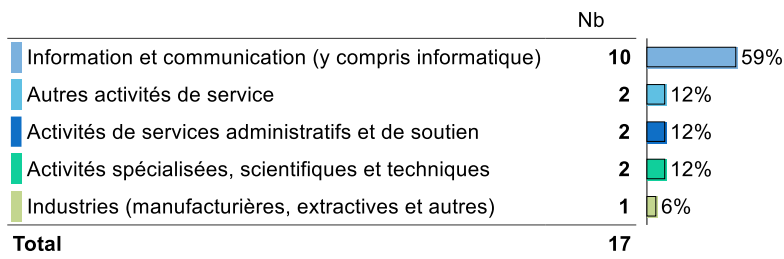 Nb
Information et communication (y compris informatique) 10 59%
Autres activités de service 2 12%
Activités de services administratifs et de soutien 2 12%
Activités spécialisées, scientifiques et techniques 2 12%
Industries (manufacturières, extractives et autres) 1 6%
Total 17